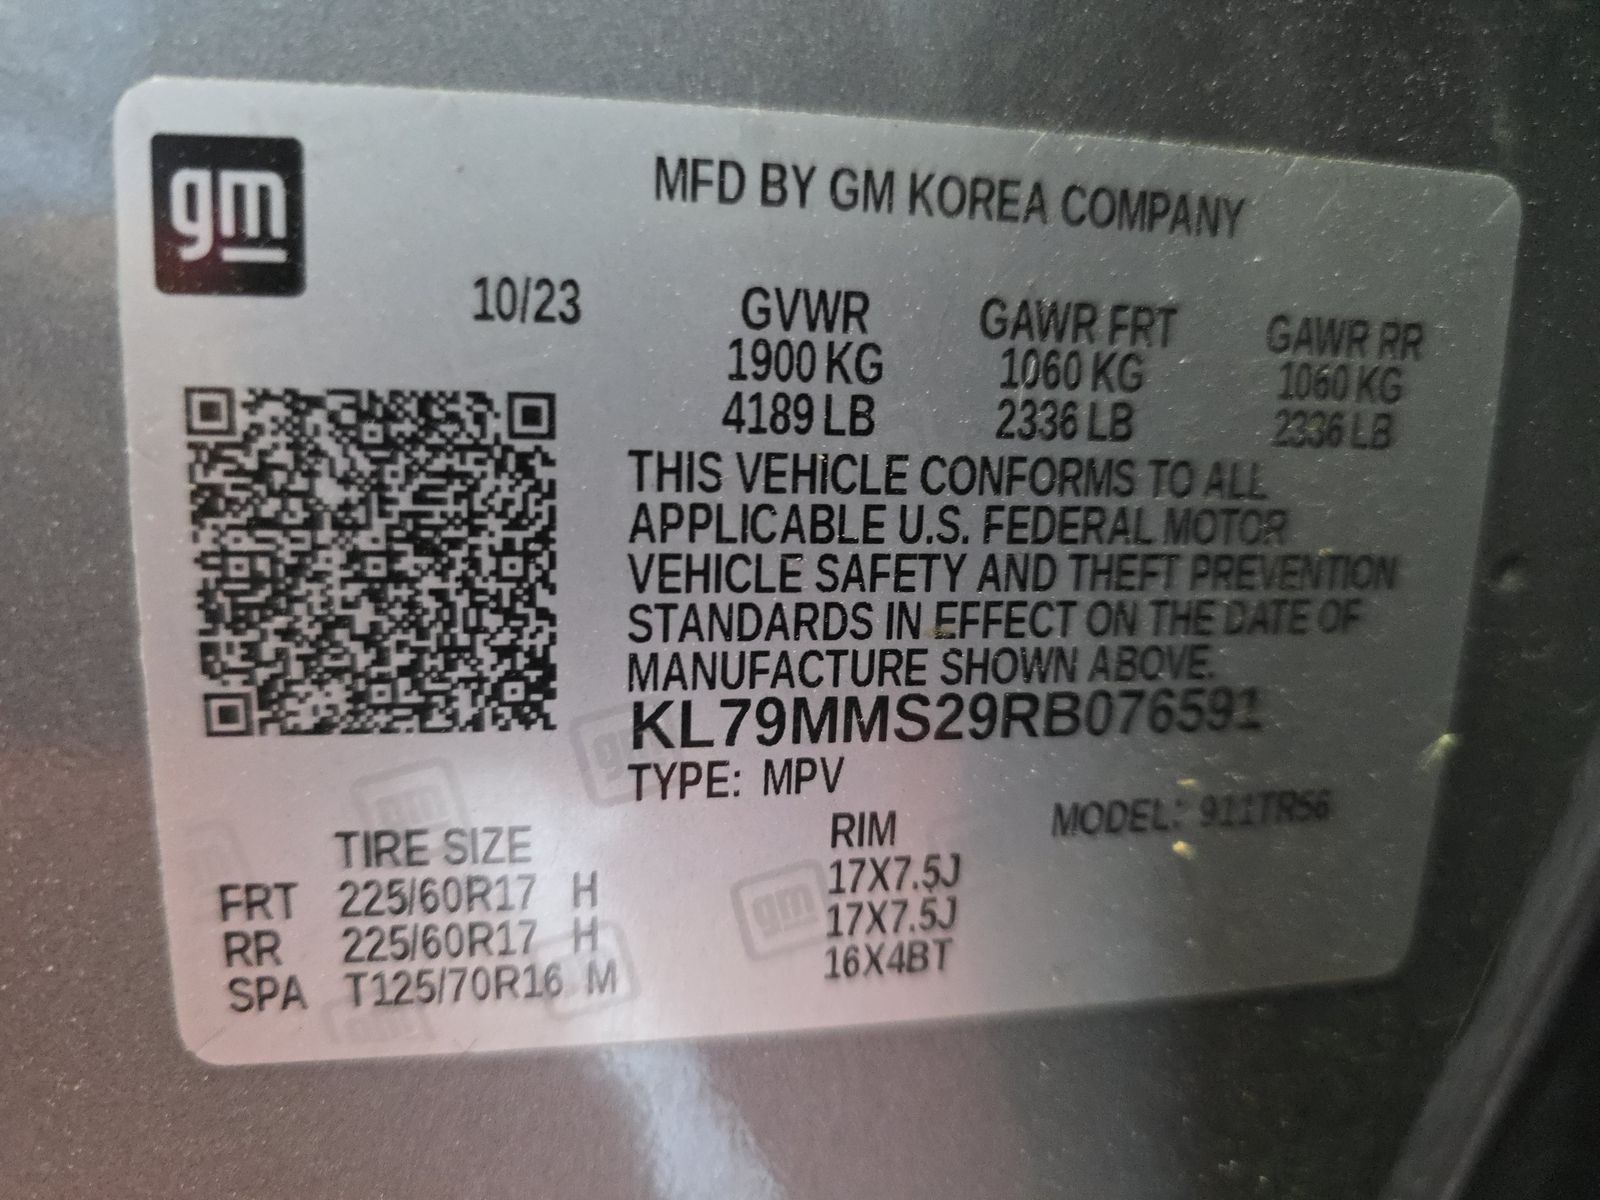 gm
MFD BY GM KOREA COMPANY
10/23
GVWR GAWR FRT GAWR RR
1900 KG 1060 KG 1060 KG
4189 LB 2336 LB 2336 LB
THIS VEHICLE CONFORMS TO ALL
APPLICABLE U.S. FEDERAL MOTOR
VEHICLE SAFETY AND THEFT PREVENTION
STANDARDS IN EFFECT ON THE DATE OF
MANUFACTURE SHOWN ABOVE.
KL79MMS29RB076591
TYPE: MPV
MODEL: 911TR56
TIRE SIZE RIM
FRT 225/60R17 H 17X7.5J
RR 225/60R17 H 17X7.5J
SPA T125/70R16 M 16X4BT